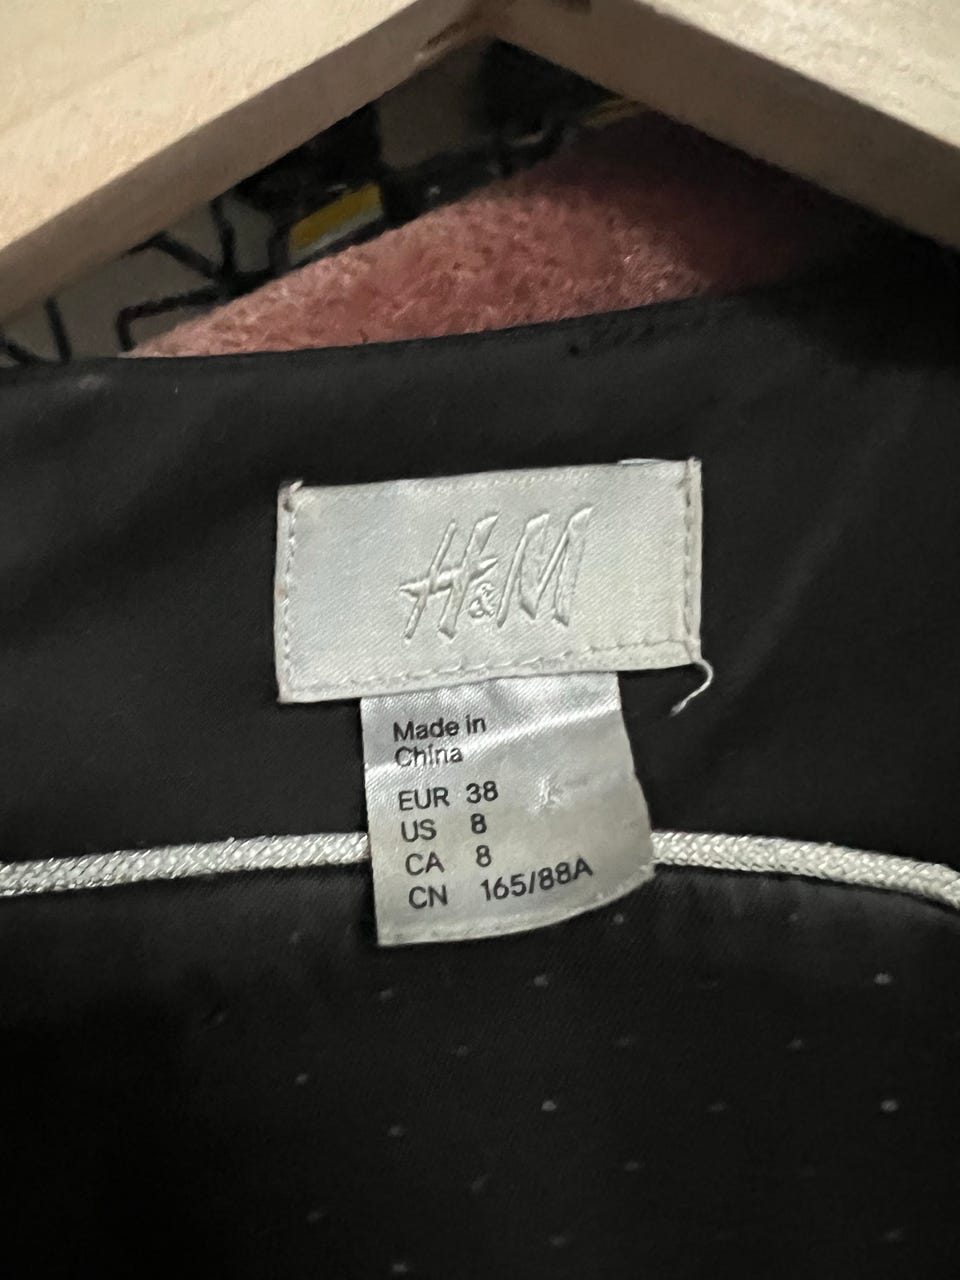 H&M
Made in
China
EUR 38
US 8
CA 8
CN 165/88A